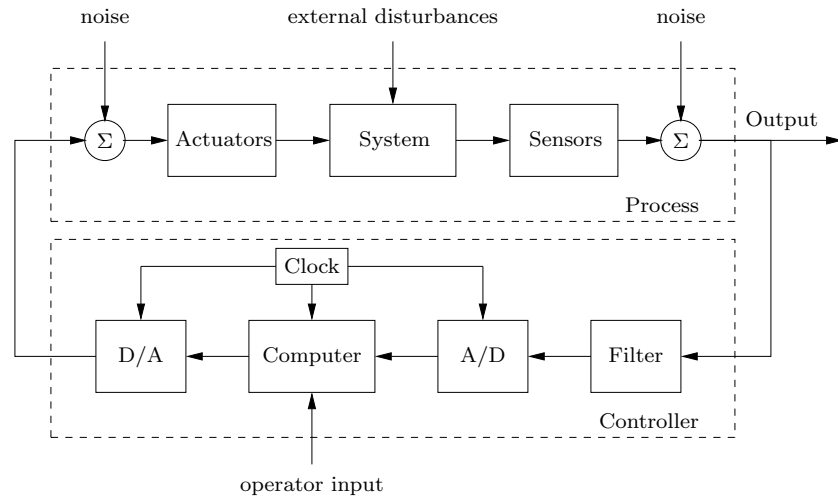 noise
external disturbances
noise
Σ
Actuators
System
Sensors
Σ
Output
Process
Clock
D/A
Computer
A/D
Filter
Controller
operator input